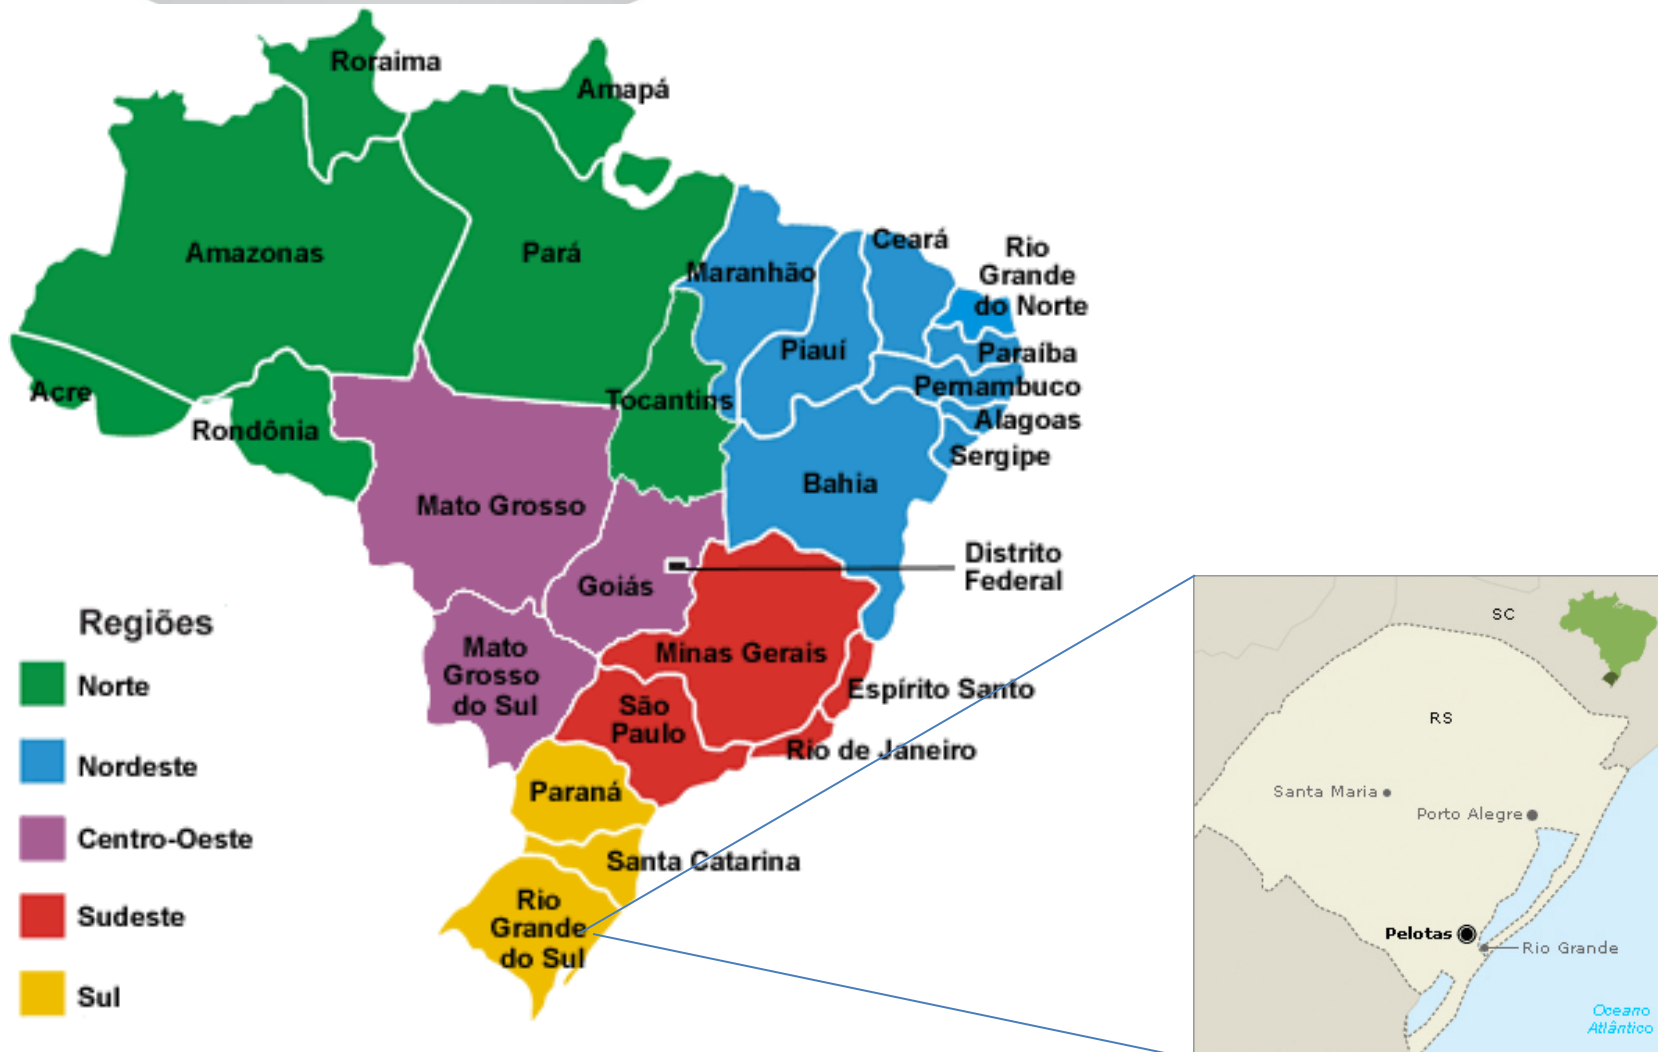 Roraima
Amapá
Amazonas
Pará
Maranhão
Ceará
Rio
Grande
do Norte
Piauí
Paraíba
Pernambuco
Alagoas
Sergipe
Acre
Rondônia
Tocantins
Mato Grosso
Bahia
Goiás
Distrito
Federal
Mato
Grosso
do Sul
Minas Gerais
Espírito Santo
São
Paulo
Rio de Janeiro
Paraná
Santa Catarina
Rio
Grande
do Sul
Regiões
Norte
Nordeste
Centro-Oeste
Sudeste
Sul
SC
RS
Santa Maria
Porto Alegre
Pelotas
Rio Grande
Oceano
Atlântico